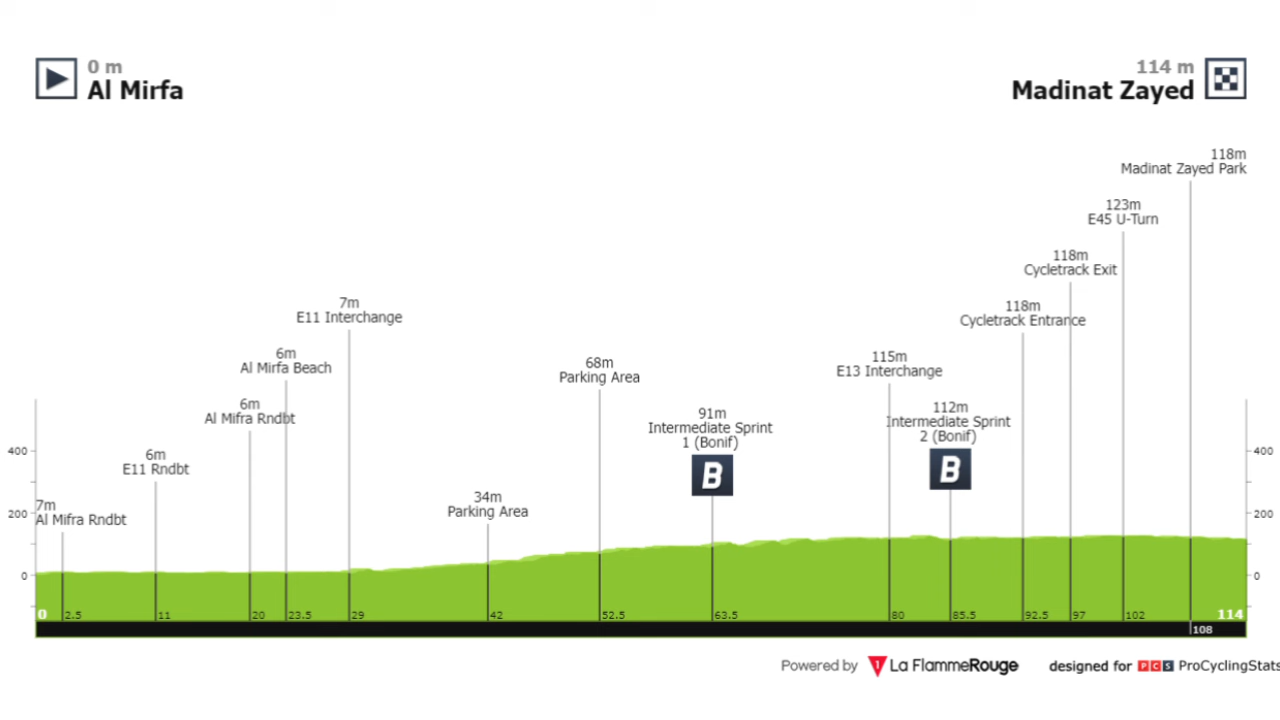 0 m
Al Mirfa
114 m
Madinat Zayed
118m
Madinat Zayed Park
123m
E45 U-Turn
118m
Cycletrack Exit
118m
Cycletrack Entrance
7m
E11 Interchange
6m
Al Mirfa Beach
6m
Al Mifra Rndbt
6m
E11 Rndbt
7m
Al Mifra Rndbt
34m
Parking Area
68m
Parking Area
91m
Intermediate Sprint
1 (Bonif)
B
115m
E13 Interchange
112m
Intermediate Sprint
2 (Bonif)
B
400
200
0
400
200
0
0 2.5 11 20 23.5 29 42 52.5 63.5 80 85.5 92.5 97 102 114
108
Powered by 1 La FlammeRouge designed for PCS ProCyclingStats